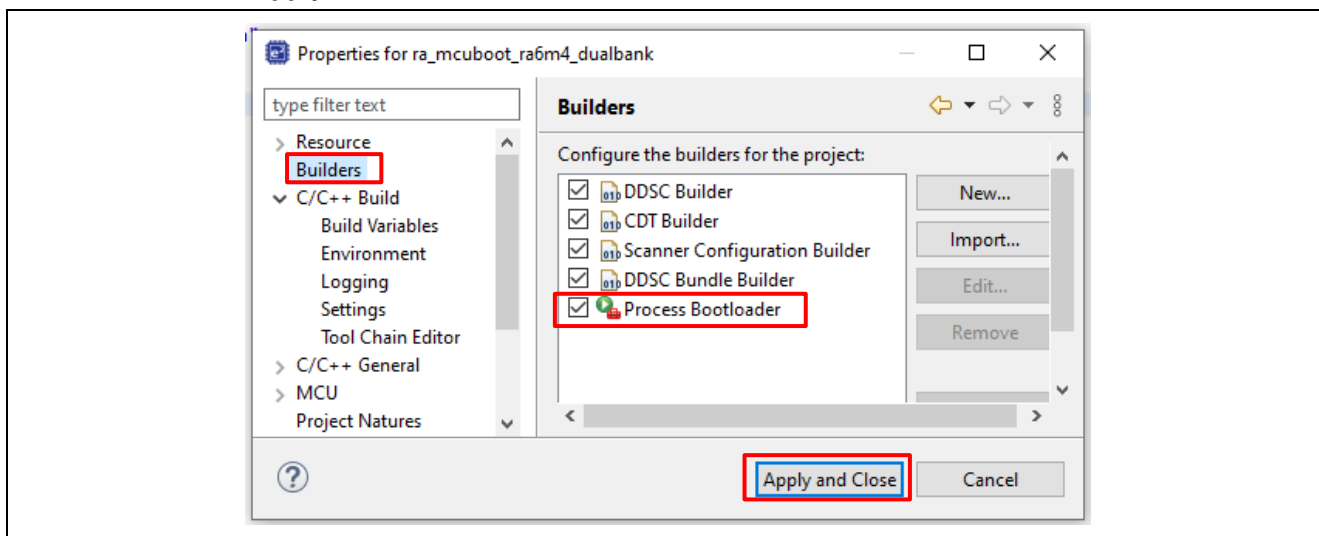 Properties for ra_mcuboot_ra6m4_dualbank
type filter text
Resource
Builders
C/C++ Build
Build Variables
Environment
Logging
Settings
Tool Chain Editor
C/C++ General
MCU
Project Natures
Builders
Configure the builders for the project:
DDSC Builder
CDT Builder
Scanner Configuration Builder
DDSC Bundle Builder
Process Bootloader
New...
Import...
Edit...
Remove
Apply and Close
Cancel